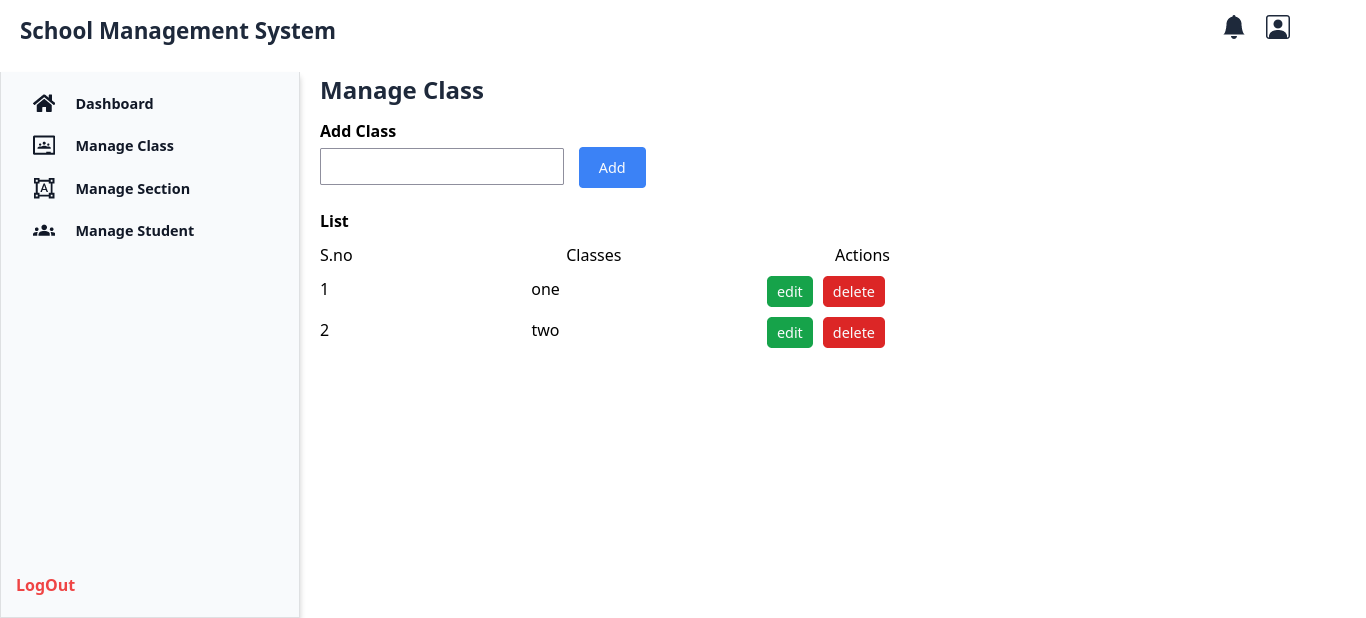 School Management System
Dashboard
Manage Class
A Manage Section
Manage Student
LogOut
Manage Class
Add Class
Add
List
S.no Classes Actions
1 one edit delete
2 two edit delete